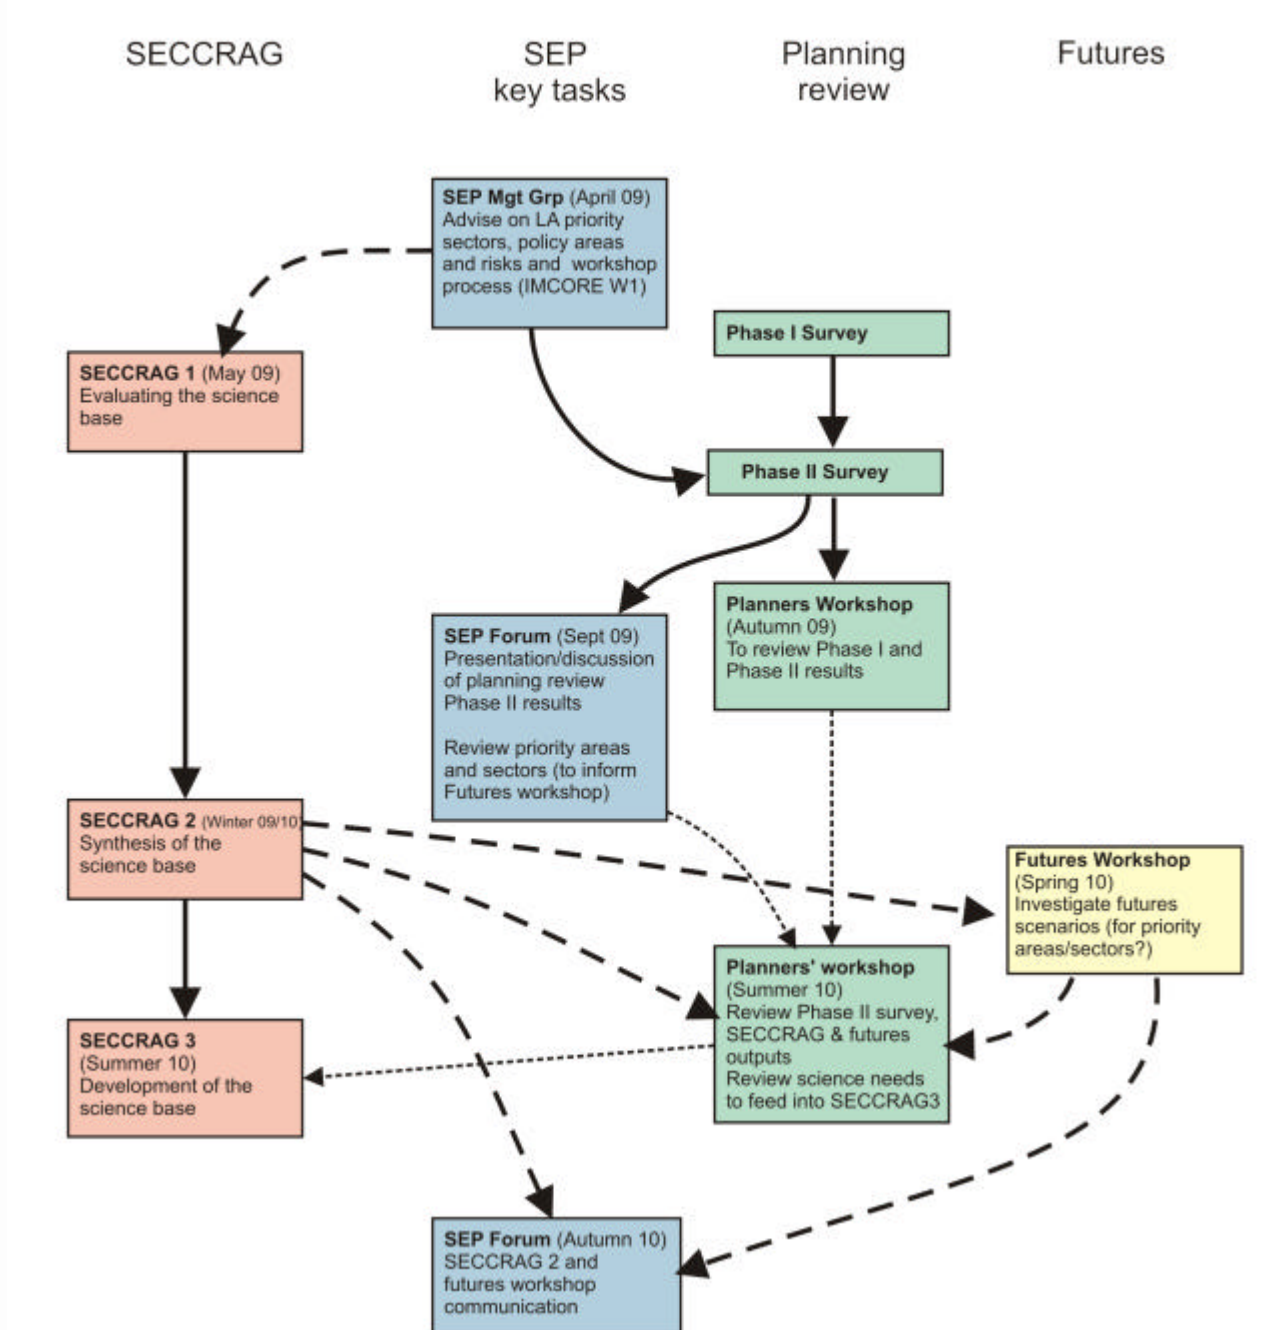 SECCRAG
SEP
key tasks
Planning
review
Futures
SEP Mgt Grp (April 09)
Advise on LA priority
sectors, policy areas
and risks and workshop
process (IMCORE W1)
Phase I Survey
SECCRAG 1 (May 09)
Evaluating the science
base
Phase II Survey
Planners Workshop
(Autumn 09)
To review Phase I and
Phase II results
SEP Forum (Sept 09)
Presentation/discussion
of planning review
Phase II results
Review priority areas
and sectors (to inform
Futures workshop)
SECCRAG 2 (Winter 09/10)
Synthesis of the
science base
Futures Workshop
(Spring 10)
Investigate futures
scenarios (for priority
areas/sectors?)
Planners' workshop
(Summer 10)
Review Phase II survey,
SECCRAG & futures
outputs
Review science needs
to feed into SECCRAG3
SECCRAG 3
(Summer 10)
Development of the
science base
SEP Forum (Autumn 10)
SECCRAG 2 and
futures workshop
communication